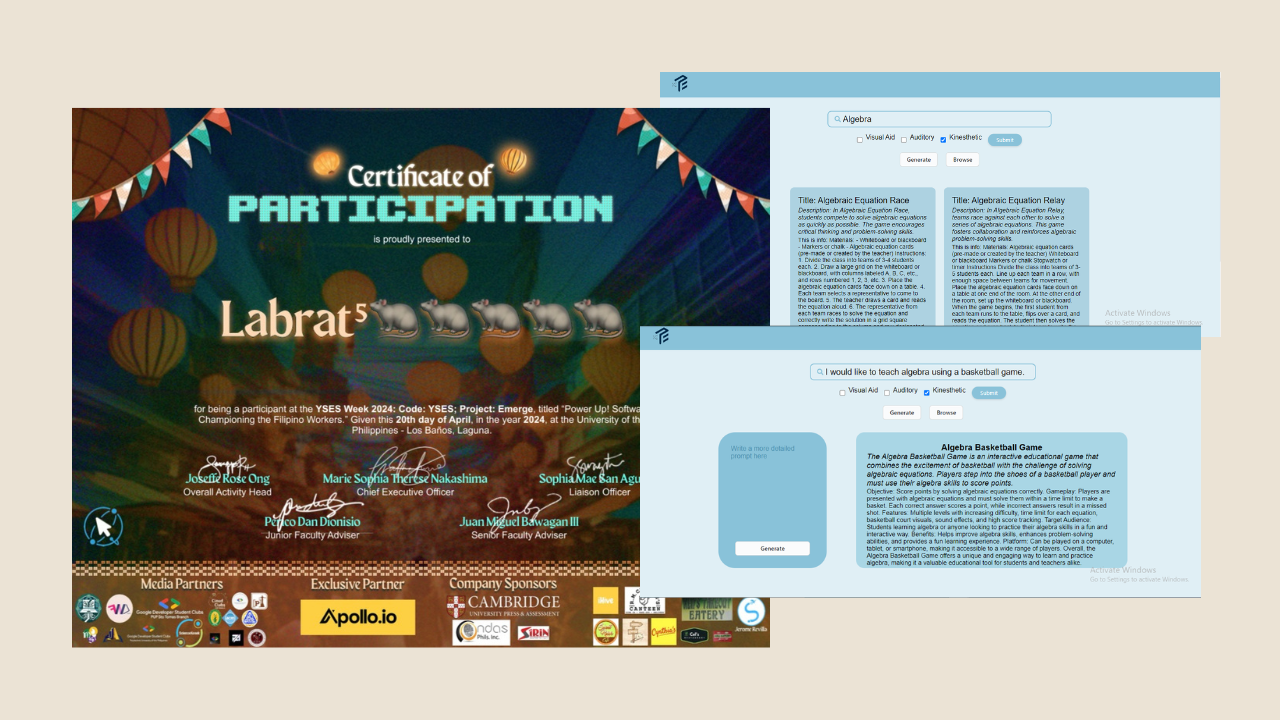 Certificate of
PARTICIPATION
is proudly presented to
Labrat⁵
for being a participant at the YSES Week 2024: Code: YSES; Project: Emerge, titled “Power Up! Softwa
Championing the Filipino Workers.” Given this 20th day of April, in the year 2024, at the University of th
Philippines - Los Baños, Laguna.
Joseffe Rose Ong
Overall Activity Head
Marie Sophia Therese Nakashima
Chief Executive Officer
Sophia Mae San Agu
Liaison Officer
Perico Dan Dionisio
Junior Faculty Adviser
Juan Miguel Bawagan III
Senior Faculty Adviser
Media Partners
Exclusive Partner
Company Sponsors
Google Developer Student Clubs
Apollo.io
CAMBRIDGE
UNIVERSITY PRESS & ASSESSMENT
ndas
Phils. Inc.
SIRIN
CANTEEN
EATERY
Cynthia's
Jerome Revilla
Algebra
Visual Aid
Auditory
Kinesthetic
Submit
Generate
Browse
Title: Algebraic Equation Race
Description: In Algebraic Equation Race,
students compete to solve algebraic equations
as quickly as possible. The game encourages
critical thinking and problem-solving skills.
This is info: Materials: - Whiteboard or blackboard
- Markers or chalk - Algebraic equation cards
(pre-made or created by the teacher) Instructions:
1. Divide the class into teams of 3-4 students
each. 2. Draw a large grid on the whiteboard or
blackboard, with columns labeled A, B, C, etc.,
and rows numbered 1, 2, 3, etc. 3. Place the
algebraic equation cards face down on a table. 4.
Each team selects a representative to come to
the board. 5. The teacher draws a card and reads
the equation aloud. 6. The representative from
each team races to solve the equation and
correctly write the solution in a grid square
Title: Algebraic Equation Relay
Description: In Algebraic Equation Relay,
teams race against each other to solve a
series of algebraic equations. This game
fosters collaboration and reinforces algebraic
problem-solving skills.
This is info: Materials: Algebraic equation cards
(pre-made or created by the teacher) Whiteboard
or blackboard Markers or chalk Stopwatch or
timer Instructions Divide the class into teams of 3-
5 students each. Line up each team in a row, with
enough space between teams for movement.
Place the algebraic equation cards face down on
a table at one end of the room. At the other end of
the room, set up the whiteboard or blackboard.
When the game begins, the first student from
each team runs to the table, flips over a card, and
reads the equation. The student then solves the
Activate Windows
Go to Settings to activate Windows.
I would like to teach algebra using a basketball game.
Visual Aid
Auditory
Kinesthetic
Submit
Generate
Browse
Write a more detailed
prompt here
Generate
Algebra Basketball Game
The Algebra Basketball Game is an interactive educational game that
combines the excitement of basketball with the challenge of solving
algebraic equations. Players step into the shoes of a basketball player and
must use their algebra skills to score points.
Objective: Score points by solving algebraic equations correctly. Gameplay: Players are
presented with algebraic equations and must solve them within a time limit to make a
basket. Each correct answer scores a point, while incorrect answers result in a missed
shot. Features: Multiple levels with increasing difficulty, time limit for each equation,
basketball court visuals, sound effects, and high score tracking. Target Audience:
Students learning algebra or anyone looking to practice their algebra skills in a fun and
interactive way. Benefits: Helps improve algebra skills, enhances problem-solving
abilities, and provides a fun learning experience. Platform: Can be played on a computer,
tablet, or smartphone, making it accessible to a wide range of players. Overall, the
Algebra Basketball Game offers a unique and engaging way to learn and practice
algebra, making it a valuable educational tool for students and teachers alike.
Activate Windows
Go to Settings to activate Windows.